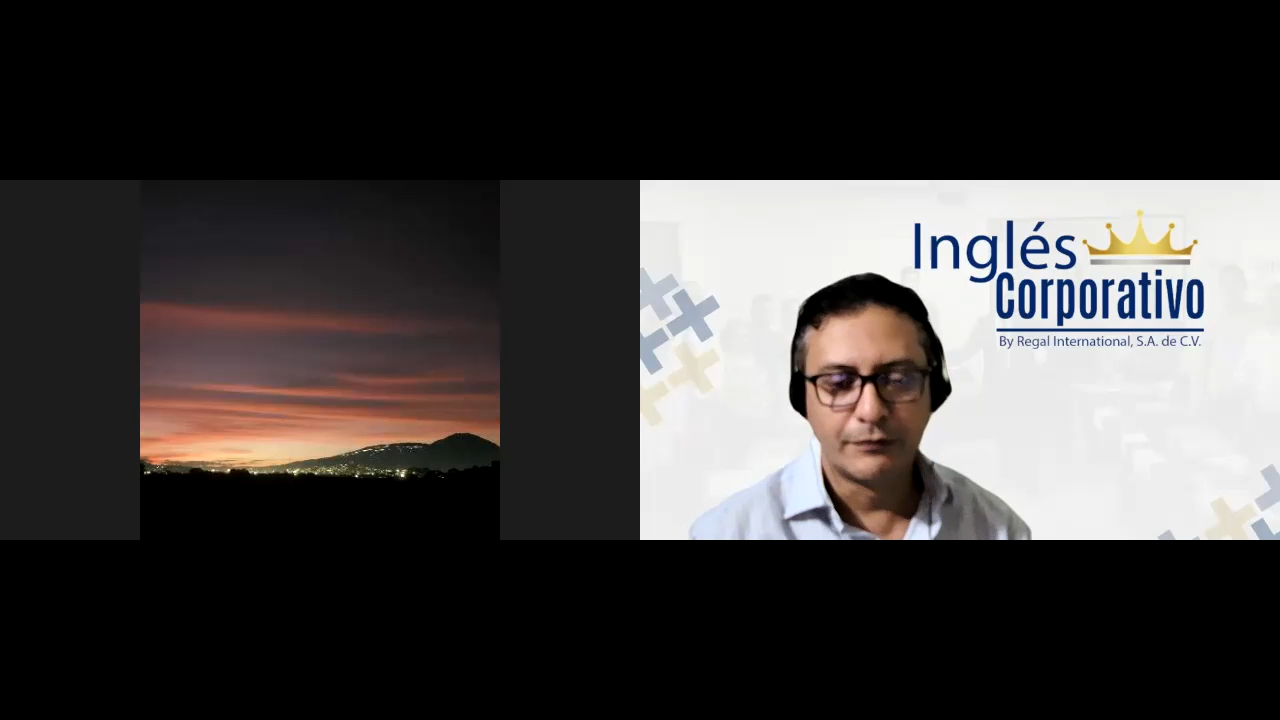 Inglés
Corporativo
By Regal International, S.A. de C.V.